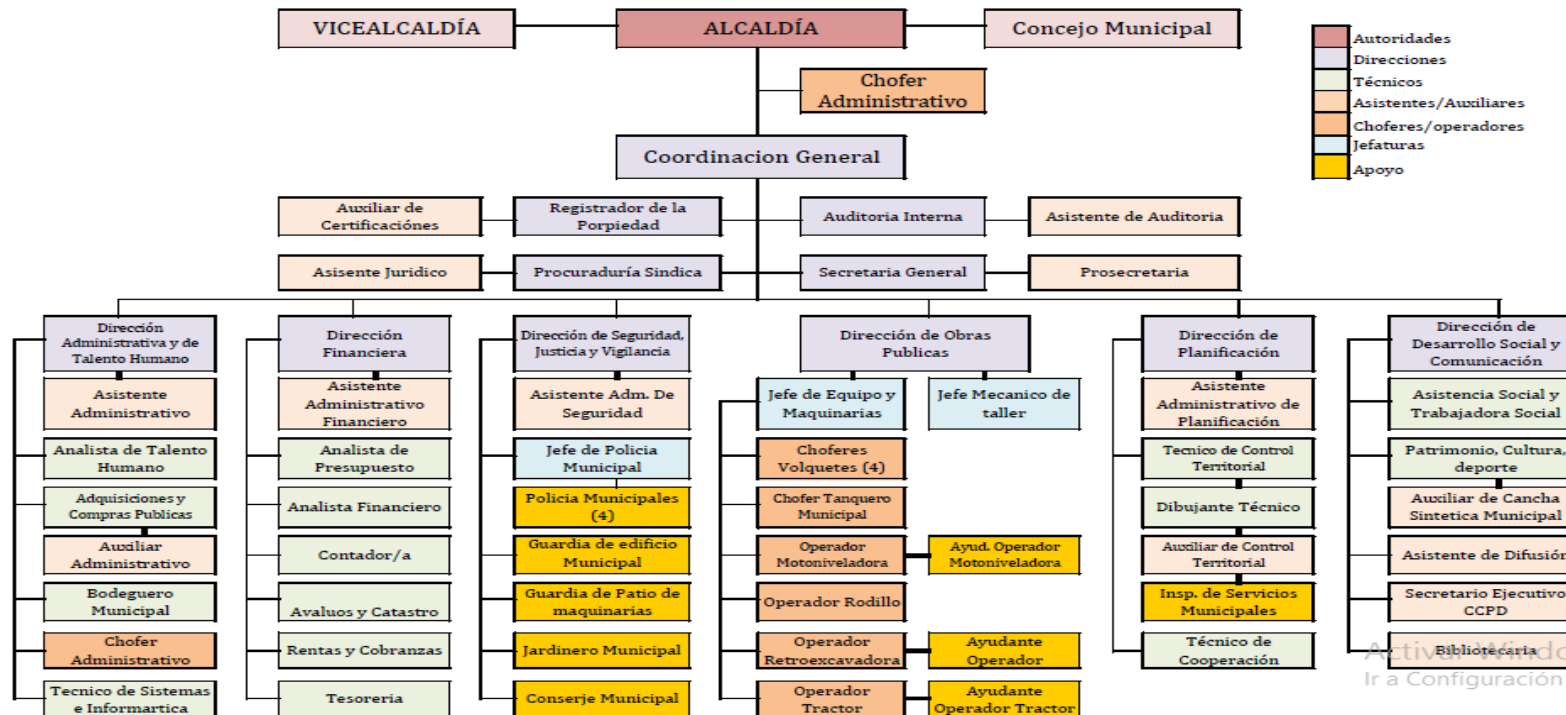 VICEALCALDÍA
ALCALDÍA
Concejo Municipal
Autoridades
Direcciones
Técnicos
Asistentes/Auxiliares
Choferes/operadores
Jefaturas
Apoyo
Chofer
Administrativo
Coordinacion General
Auxiliar de
Certificaciónes
Registrador de la
Porpiedad
Auditoria Interna
Asistente de Auditoria
Asisente Juridico
Procuraduría Sindica
Secretaria General
Prosecretaria
Dirección
Administrativa y de
Talento Humano
Dirección
Financiera
Dirección de Seguridad,
Justicia y Vigilancia
Dirección de Obras
Publicas
Dirección de
Planificación
Dirección de
Desarrollo Social y
Comunicación
Asistente
Administrativo
Asistente
Administrativo
Financiero
Asistente Adm. De
Seguridad
Jefe de Equipo y
Maquinarias
Jefe Mecanico de
taller
Asistente
Administrativo de
Planificación
Asistencia Social y
Trabajadora Social
Analista de Talento
Humano
Analista de
Presupuesto
Jefe de Policia
Municipal
Choferes
Volquetes (4)
Tecnico de Control
Territorial
Patrimonio, Cultura,
deporte
Adquisiciones y
Compras Publicas
Analista Financiero
Policia Municipales
(4)
Chofer Tanquero
Municipal
Dibujante Técnico
Auxiliar de Cancha
Sintetica Municipal
Auxiliar
Administrativo
Contador/a
Guardia de edificio
Municipal
Operador
Motoniveladora
Ayud. Operador
Motoniveladora
Auxiliar de Control
Territorial
Asistente de Difusión
Bodeguero
Municipal
Avaluos y Catastro
Guardia de Patio de
maquinarias
Operador Rodillo
Insp. de Servicios
Municipales
Secretario Ejecutivo
CCPD
Chofer
Administrativo
Rentas y Cobranzas
Jardinero Municipal
Operador
Retroexcavadora
Ayudante
Operador
Técnico de
Cooperación
Bibliotecaria
Tecnico de Sistemas
e Informartica
Tesoreria
Conserje Municipal
Operador
Tractor
Ayudante
Operador Tractor
Activar Windo
Ir a Configuración